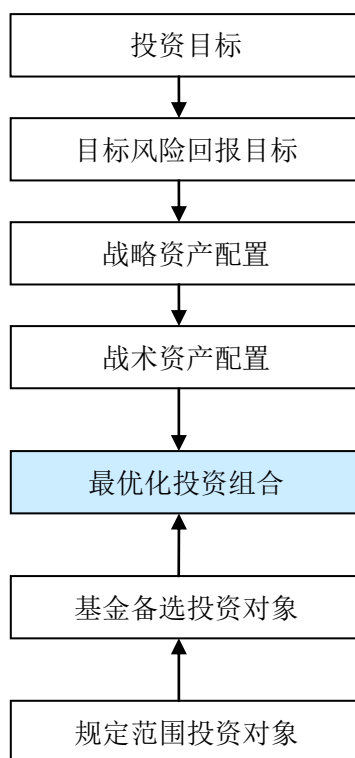 投资目标
目标风险回报目标
战略资产配置
战术资产配置
最优化投资组合
基金备选投资对象
规定范围投资对象